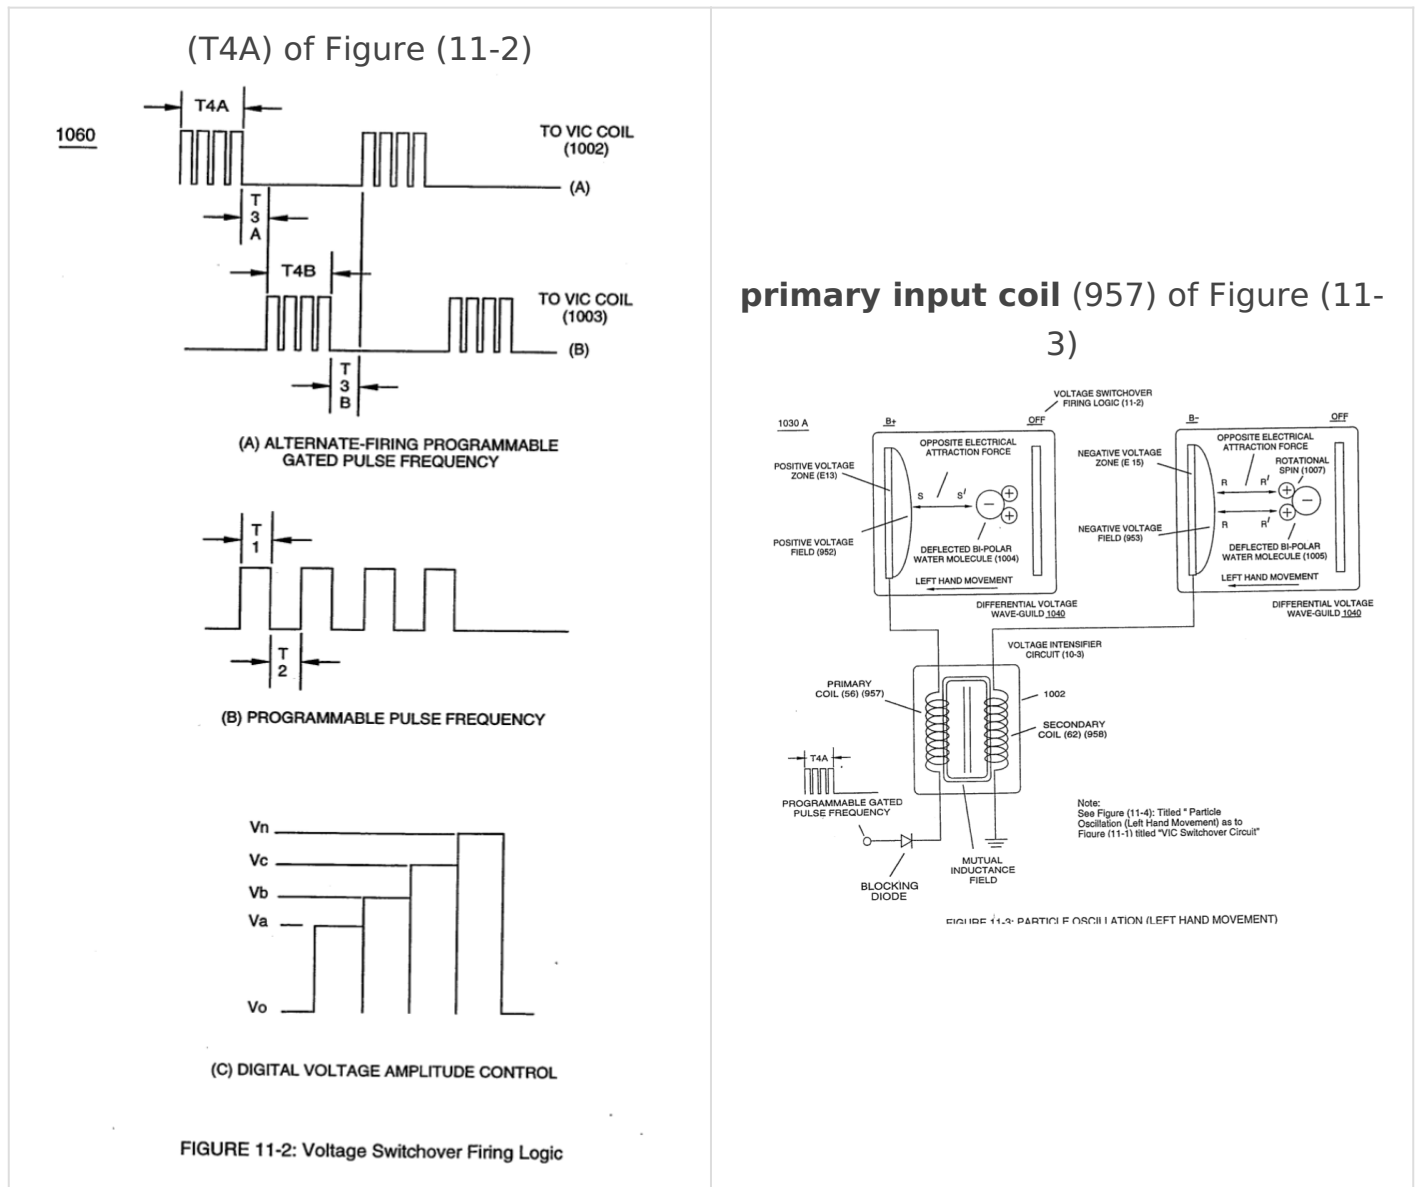 (T4A) of Figure (11-2)
T4A
1060
TO VIC COIL
(1002)
(A)
T
3
A
T4B
TO VIC COIL
(1003)
(B)
T
3
B
(A) ALTERNATE-FIRING PROGRAMMABLE
GATED PULSE FREQUENCY
T
1
T
2
(B) PROGRAMMABLE PULSE FREQUENCY
Vn
Vc
Vb
Va
Vo
(C) DIGITAL VOLTAGE AMPLITUDE CONTROL
FIGURE 11-2: Voltage Switchover Firing Logic
primary input coil (957) of Figure (11-
3)
VOLTAGE SWITCHOVER
FIRING LOGIC (11-2)
1030 A
B+
OFF
OPPOSITE ELECTRICAL
ATTRACTION FORCE
POSITIVE VOLTAGE
ZONE (E13)
S
S'
−
+
+
POSITIVE VOLTAGE
FIELD (952)
DEFLECTED BI-POLAR
WATER MOLECULE (1004)
LEFT HAND MOVEMENT
DIFFERENTIAL VOLTAGE
WAVE-GUILD 1040
B-
OFF
OPPOSITE ELECTRICAL
ATTRACTION FORCE
NEGATIVE VOLTAGE
ZONE (E 15)
ROTATIONAL
SPIN (1007)
R
R'
+
−
+
R
R'
NEGATIVE VOLTAGE
FIELD (953)
DEFLECTED BI-POLAR
WATER MOLECULE (1005)
LEFT HAND MOVEMENT
DIFFERENTIAL VOLTAGE
WAVE-GUILD 1040
VOLTAGE INTENSIFIER
CIRCUIT (10-3)
PRIMARY
COIL (56) (957)
1002
SECONDARY
COIL (62) (958)
T4A
PROGRAMMABLE GATED
PULSE FREQUENCY
Note:
See Figure (11-4): Titled " Particle
Oscillation (Left Hand Movement) as to
Figure (11-1) titled "VIC Switchover Circuit"
MUTUAL
INDUCTANCE
FIELD
BLOCKING
DIODE
FIGURE 11-3: PARTICLE OSCILLATION (LEFT HAND MOVEMENT)